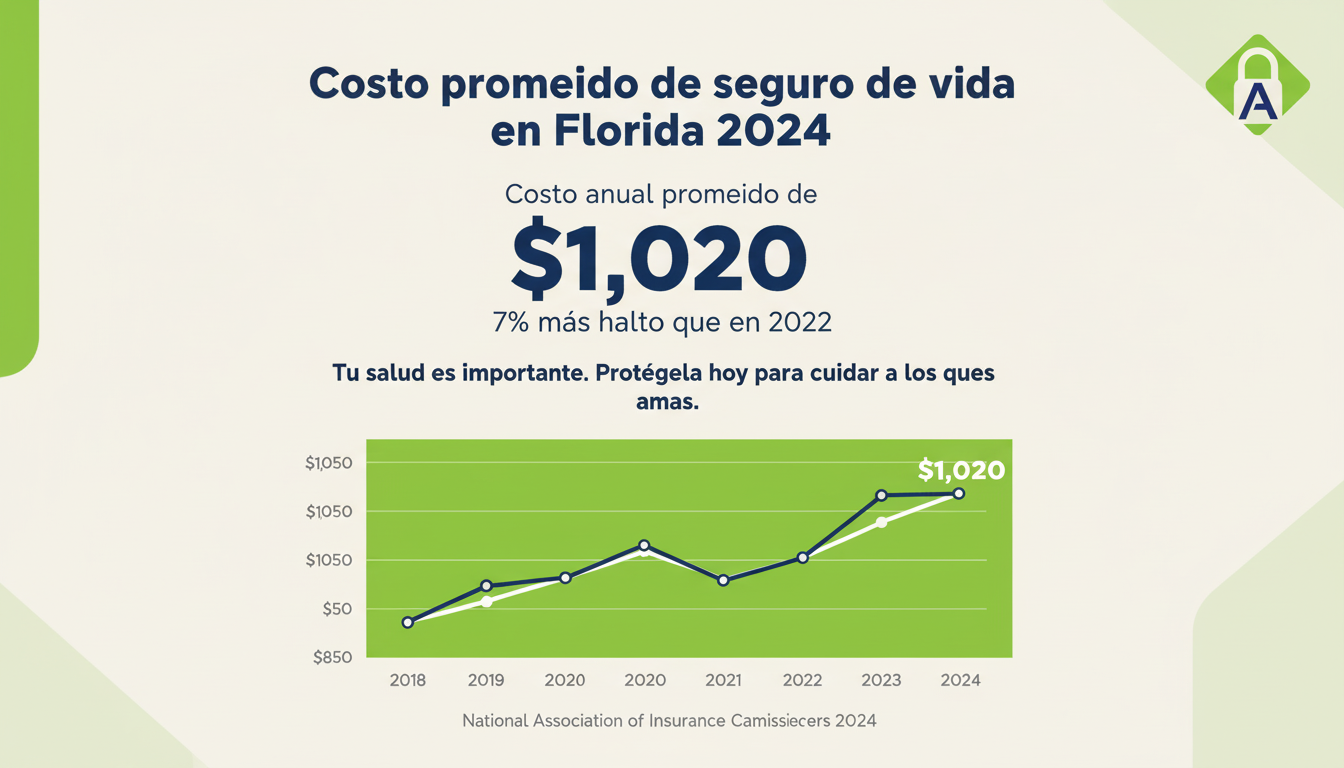 Costo promeido de seguro de vida
en Florida 2024
A
Costo anual promeido de
$1,020
7% más halto que en 2022
Tu salud es importante. Protégela hoy para cuidar a los ques
amas.
$1,050
$1,020
$1050
$1050
$50
$850
2018 2019 2020 2020 2021 2022 2023 2024
National Association of Insurance Camissiecers 2024